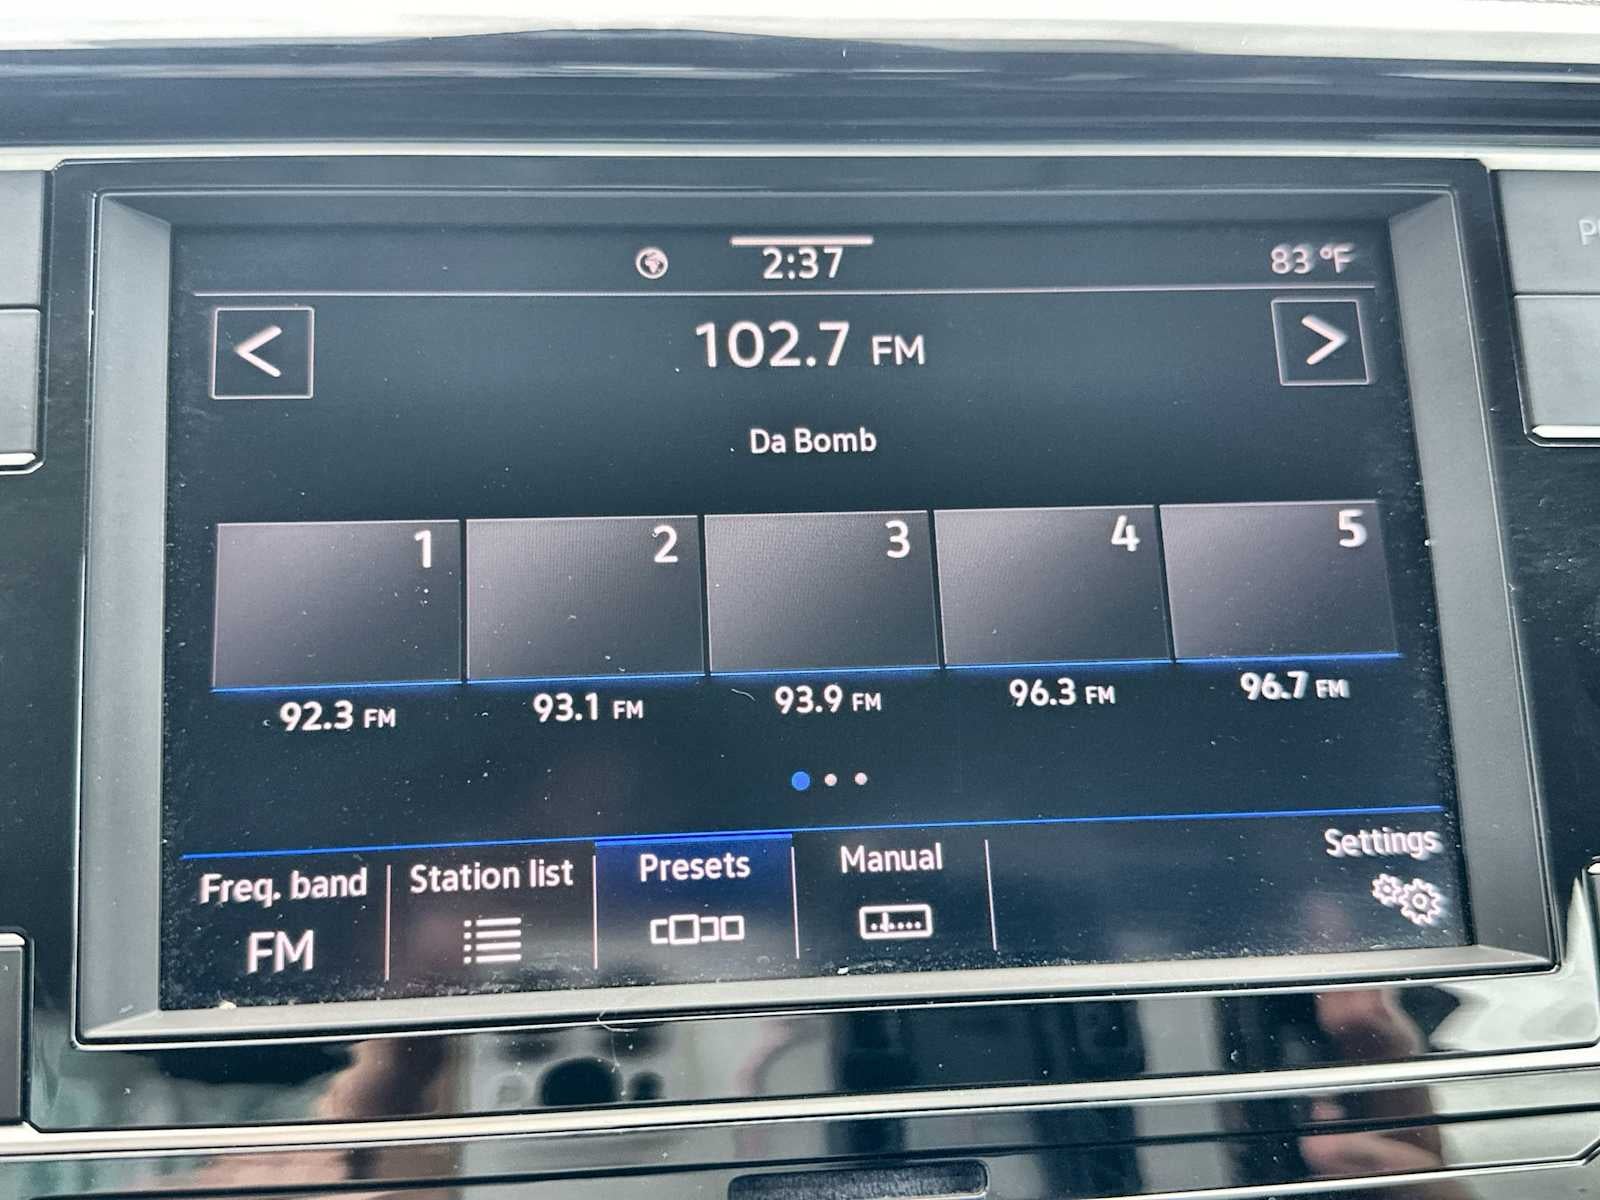 2:37
83 °F
<
102.7 FM
>
Da Bomb
1
2
3
4
5
92.3 FM
93.1 FM
93.9 FM
96.3 FM
96.7 FM
Freq. band
FM
Station list
Presets
Manual
Settings